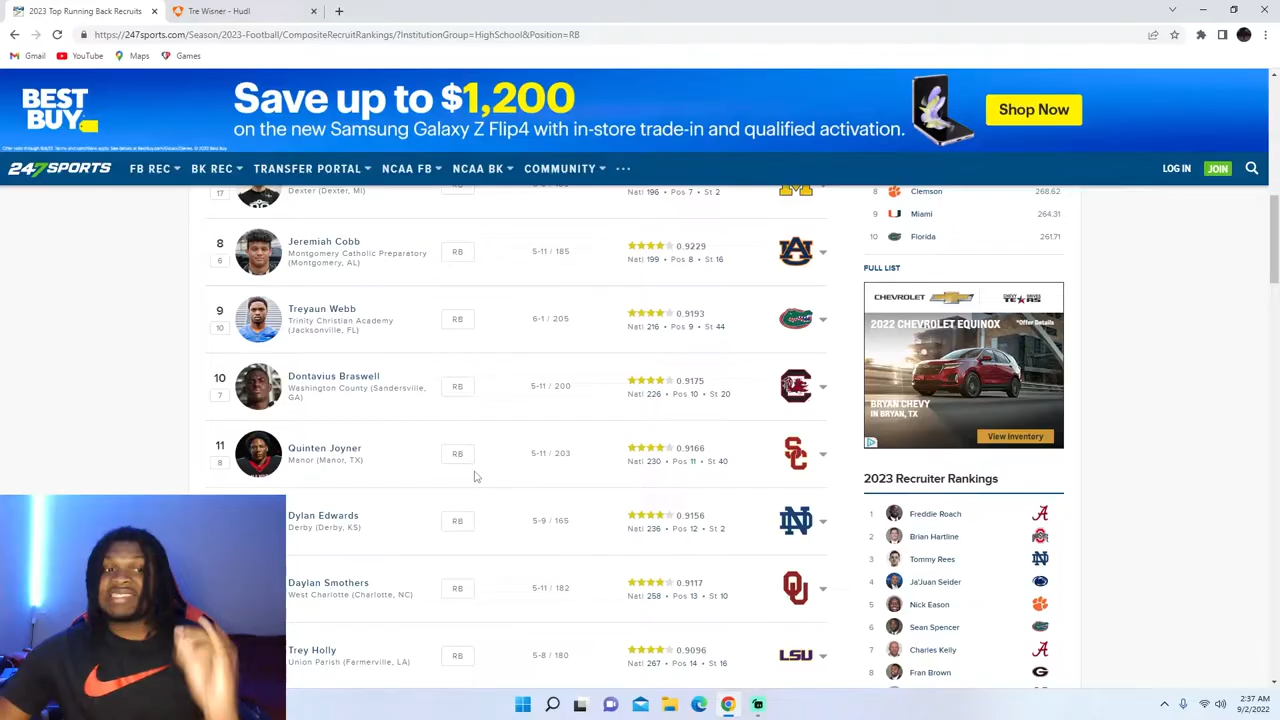 2023 Top Running Back Recruits
Tre Wisner - Hudl
https://247sports.com/Season/2023-Football/CompositeRecruitRankings/?InstitutionGroup=HighSchool&Position=RB
Gmail YouTube Maps Games
BEST BUY
Save up to $1,200
on the new Samsung Galaxy Z Flip4 with in-store trade-in and qualified activation.
Shop Now
247SPORTS FB REC BK REC TRANSFER PORTAL NCAA FB NCAA BK COMMUNITY ... LOG IN JOIN
17 Dexter (Dexter, MI)
Natl 196 • Pos 7 • St 2
8 Jeremiah Cobb
6 Montgomery Catholic Preparatory
(Montgomery, AL)
RB 5-11 / 185 0.9229
Natl 199 • Pos 8 • St 16
9 Treyaun Webb
10 Trinity Christian Academy
(Jacksonville, FL)
RB 6-1 / 205 0.9193
Natl 216 • Pos 9 • St 44
10 Dontavius Braswell
7 Washington County (Sandersville,
GA)
RB 5-11 / 200 0.9175
Natl 226 • Pos 10 • St 20
11 Quinten Joyner
8 Manor (Manor, TX)
RB 5-11 / 203 0.9166
Natl 230 • Pos 11 • St 40
SC
Dylan Edwards
Derby (Derby, KS)
RB 5-9 / 165 0.9156
Natl 236 • Pos 12 • St 2
Daylan Smothers
West Charlotte (Charlotte, NC)
RB 5-11 / 182 0.9117
Natl 258 • Pos 13 • St 10
OU
Trey Holly
Union Parish (Farmerville, LA)
RB 5-8 / 180 0.9096
Natl 267 • Pos 14 • St 16
LSU
8 Clemson 268.62
9 Miami 264.31
10 Florida 261.71
FULL LIST
CHEVROLET
2022 CHEVROLET EQUINOX *Offer Details
BRYAN CHEVY
IN BRYAN, TX
View Inventory
2023 Recruiter Rankings
1 Freddie Roach
2 Brian Hartline
3 Tommy Rees
4 Ja'Juan Seider
5 Nick Eason
6 Sean Spencer
7 Charles Kelly
8 Fran Brown
2:37 AM
9/2/2022